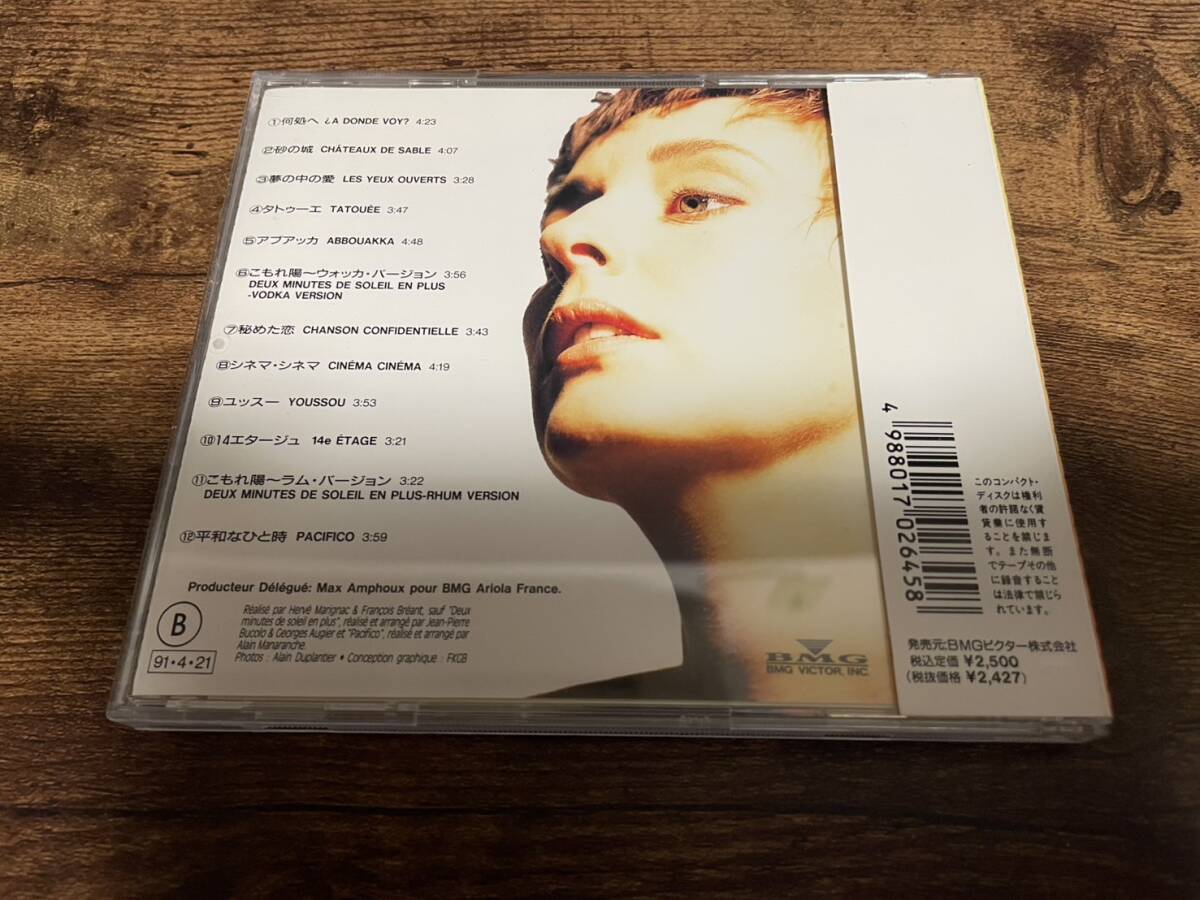 ①何処へ ¿A DONDE VOY? 4:23
②砂の城 CHÂTEAUX DE SABLE 4:07
③夢の中の愛 LES YEUX OUVERTS 3:28
④タトゥーエ TATOUÉE 3:47
⑤アブアッカ ABBOUAKKA 4:48
⑥こもれ陽〜ウォッカ・バージョン 3:56
DEUX MINUTES DE SOLEIL EN PLUS
-VODKA VERSION
⑦秘めた恋 CHANSON CONFIDENTIELLE 3:43
⑧シネマ・シネマ CINÉMA CINÉMA 4:19
⑨ユッスー YOUSSOU 3:53
⑩14エタージュ 14e ÉTAGE 3:21
⑪こもれ陽〜ラム・バージョン 3:22
DEUX MINUTES DE SOLEIL EN PLUS-RHUM VERSION
⑫平和なひと時 PACIFICO 3:59
Producteur Délégué: Max Amphoux pour BMG Ariola France.
Réalisé par Hervé Marignac & François Bréant, sauf "Deux
minutes de soleil en plus", réalisé et arrangé par Jean-Pierre
Bucolo & Georges Augier et "Pacifico", réalisé et arrangé par
Alain Manaranche.
Photos : Alain Duplantier • Conception graphique : FKGB
B
91・4・21
BMG
BMG VICTOR, INC.
4 988017 026458
このコンパクト・
ディスクは権利
者の許諾なく賃
貸業に使用す
ることを禁じま
す。また無断
でテープその他
に録音すること
は法律で禁じら
れています。
発売元:BMGビクター株式会社
税込定価 ¥2,500
(税抜価格 ¥2,427)